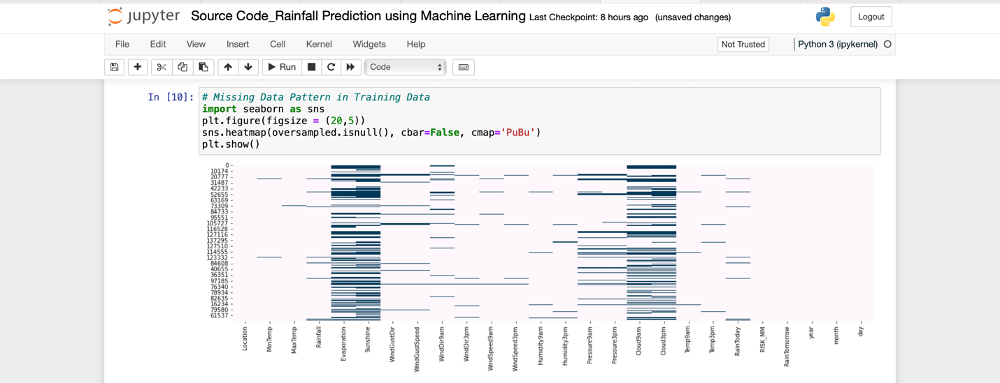 jupyter Source Code_Rainfall Prediction using Machine Learning Last Checkpoint: 8 hours ago (unsaved changes) Logout
File Edit View Insert Cell Kernel Widgets Help Not Trusted Python 3 (ipykernel)
Run Code
In [10]: # Missing Data Pattern in Training Data
import seaborn as sns
plt.figure(figsize = (20,5))
sns.heatmap(oversampled.isnull(), cbar=False, cmap='PuBu')
plt.show()
0
10174
20777
31487
42233
52655
63169
73309
84733
95551
105727
116528
127116
137295
127510
114555
123332
84608
40655
36351
97185
76340
78934
82635
16234
79580
61537
Location
MinTemp
MaxTemp
Rainfall
Evaporation
Sunshine
WindGustDir
WindGustSpeed
WindDir9am
WindDir3pm
WindSpeed9am
WindSpeed3pm
Humidity9am
Humidity3pm
Pressure9am
Pressure3pm
Cloud9am
Cloud3pm
Temp9am
Temp3pm
RainToday
RISK_MM
RainTomorrow
year
month
day